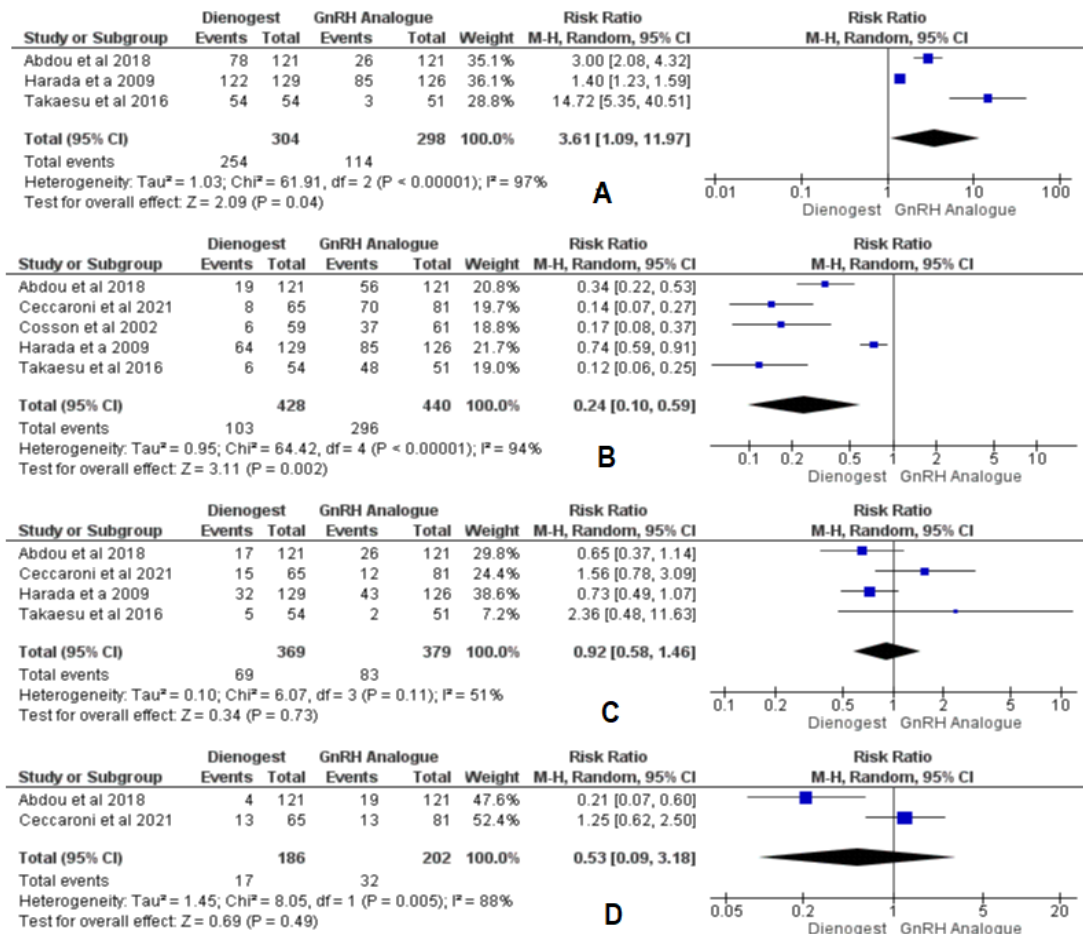 Dienogest GnRH Analogue Risk Ratio Risk Ratio
Study or Subgroup Events Total Events Total Weight M-H, Random, 95% CI M-H, Random, 95% CI
Abdou et al 2018 78 121 26 121 35.1% 3.00 [2.08, 4.32]
Harada et a 2009 122 129 85 126 36.1% 1.40 [1.23, 1.59]
Takaesu et al 2016 54 54 3 51 28.8% 14.72 [5.35, 40.51]
Total (95% CI) 304 298 100.0% 3.61 [1.09, 11.97]
Total events 254 114
Heterogeneity: Tau² = 1.03; Chi² = 61.91, df = 2 (P < 0.00001); I² = 97%
Test for overall effect: Z = 2.09 (P = 0.04)
A
0.01 0.1 1 10 100
Dienogest GnRH Analogue
Dienogest GnRH Analogue Risk Ratio Risk Ratio
Study or Subgroup Events Total Events Total Weight M-H, Random, 95% CI M-H, Random, 95% CI
Abdou et al 2018 19 121 56 121 20.8% 0.34 [0.22, 0.53]
Ceccaroni et al 2021 8 65 70 81 19.7% 0.14 [0.07, 0.27]
Cosson et al 2002 6 59 37 61 18.8% 0.17 [0.08, 0.37]
Harada et a 2009 64 129 85 126 21.7% 0.74 [0.59, 0.91]
Takaesu et al 2016 6 54 48 51 19.0% 0.12 [0.06, 0.25]
Total (95% CI) 428 440 100.0% 0.24 [0.10, 0.59]
Total events 103 296
Heterogeneity: Tau² = 0.95; Chi² = 64.42, df = 4 (P < 0.00001); I² = 94%
Test for overall effect: Z = 3.11 (P = 0.002)
B
0.1 0.2 0.5 1 2 5 10
Dienogest GnRH Analogue
Dienogest GnRH Analogue Risk Ratio Risk Ratio
Study or Subgroup Events Total Events Total Weight M-H, Random, 95% CI M-H, Random, 95% CI
Abdou et al 2018 17 121 26 121 29.8% 0.65 [0.37, 1.14]
Ceccaroni et al 2021 15 65 12 81 24.4% 1.56 [0.78, 3.09]
Harada et a 2009 32 129 43 126 38.6% 0.73 [0.49, 1.07]
Takaesu et al 2016 5 54 2 51 7.2% 2.36 [0.48, 11.63]
Total (95% CI) 369 379 100.0% 0.92 [0.58, 1.46]
Total events 69 83
Heterogeneity: Tau² = 0.10; Chi² = 6.07, df = 3 (P = 0.11); I² = 51%
Test for overall effect: Z = 0.34 (P = 0.73)
C
0.1 0.2 0.5 1 2 5 10
Dienogest GnRH Analogue
Dienogest GnRH Analogue Risk Ratio Risk Ratio
Study or Subgroup Events Total Events Total Weight M-H, Random, 95% CI M-H, Random, 95% CI
Abdou et al 2018 4 121 19 121 47.6% 0.21 [0.07, 0.60]
Ceccaroni et al 2021 13 65 13 81 52.4% 1.25 [0.62, 2.50]
Total (95% CI) 186 202 100.0% 0.53 [0.09, 3.18]
Total events 17 32
Heterogeneity: Tau² = 1.45; Chi² = 8.05, df = 1 (P = 0.005); I² = 88%
Test for overall effect: Z = 0.69 (P = 0.49)
D
0.05 0.2 1 5 20
Dienogest GnRH Analogue